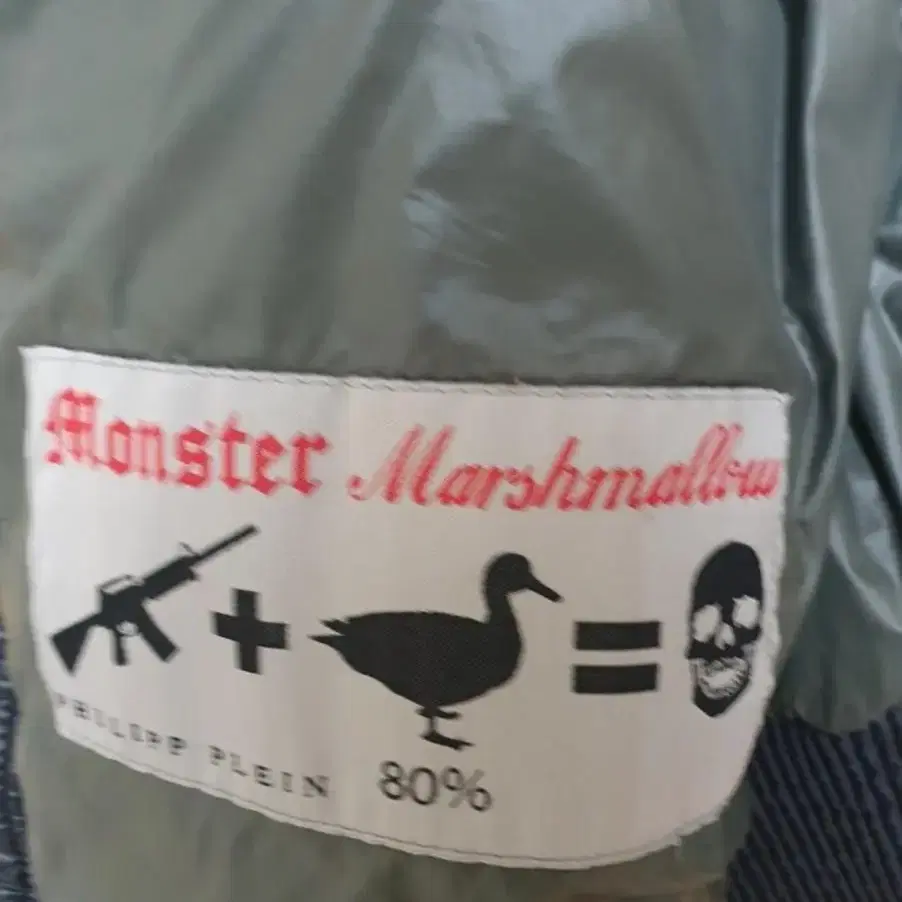 Monster Marshmallow
+ =
PHILIPP PLEIN 80%